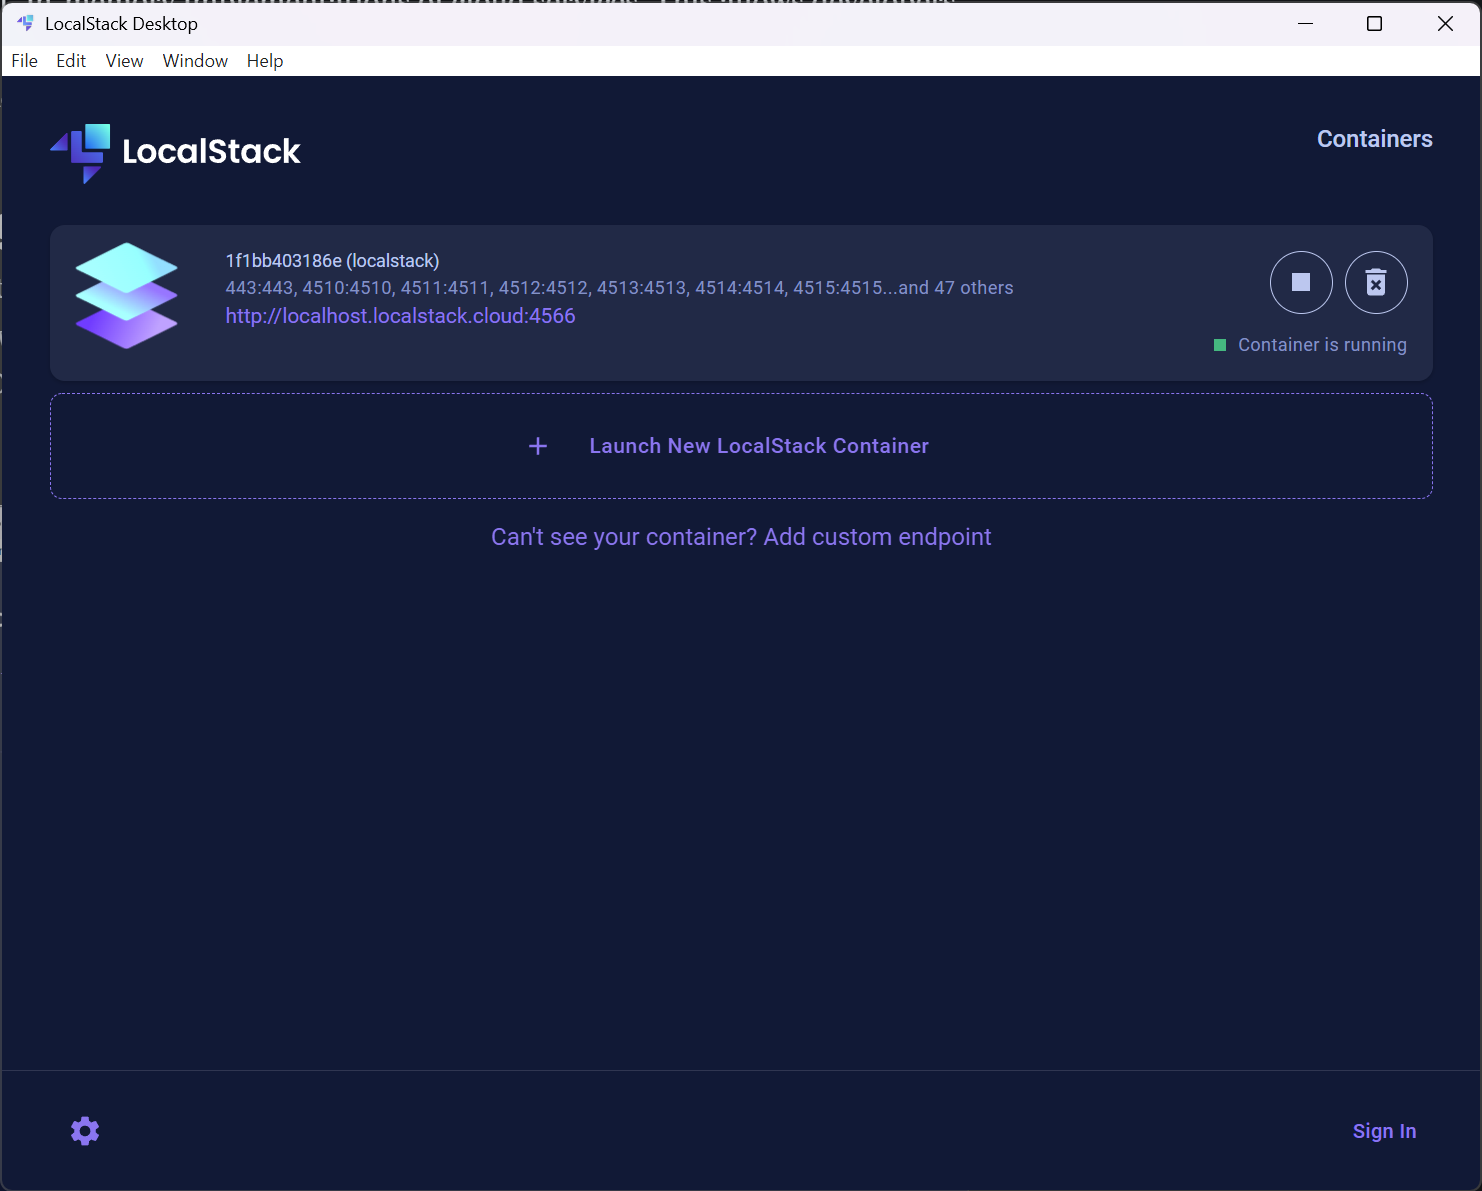 LocalStack Desktop
File Edit View Window Help
LocalStack
Containers
1f1bb403186e (localstack)
443:443, 4510:4510, 4511:4511, 4512:4512, 4513:4513, 4514:4514, 4515:4515...and 47 others
http://localhost.localstack.cloud:4566
Container is running
+ Launch New LocalStack Container
Can't see your container? Add custom endpoint
Sign In